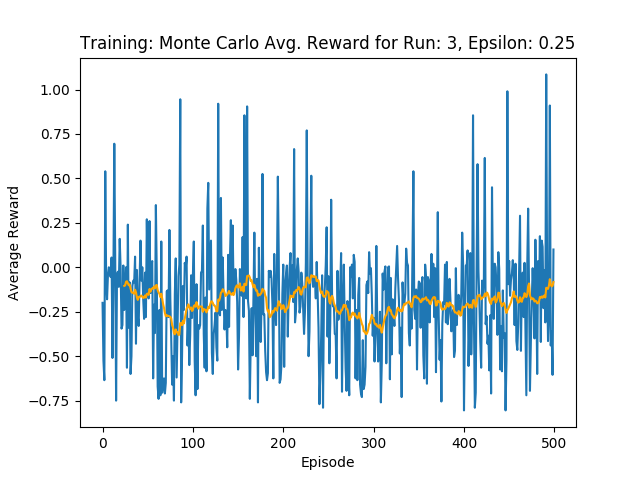 Training: Monte Carlo Avg. Reward for Run: 3, Epsilon: 0.25
1.00
0.75
0.50
0.25
0.00
−0.25
−0.50
−0.75
Average Reward
0 100 200 300 400 500
Episode